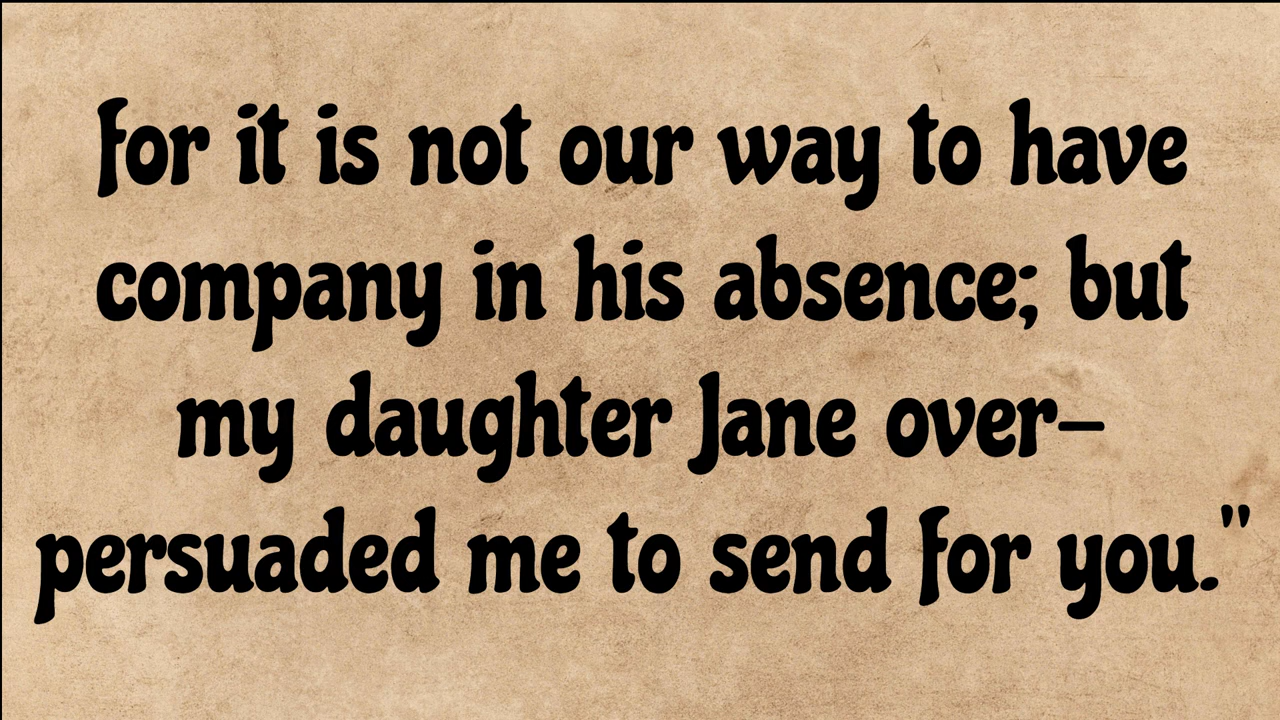 for it is not our way to have
company in his absence; but
my daughter Jane over-
persuaded me to send for you."